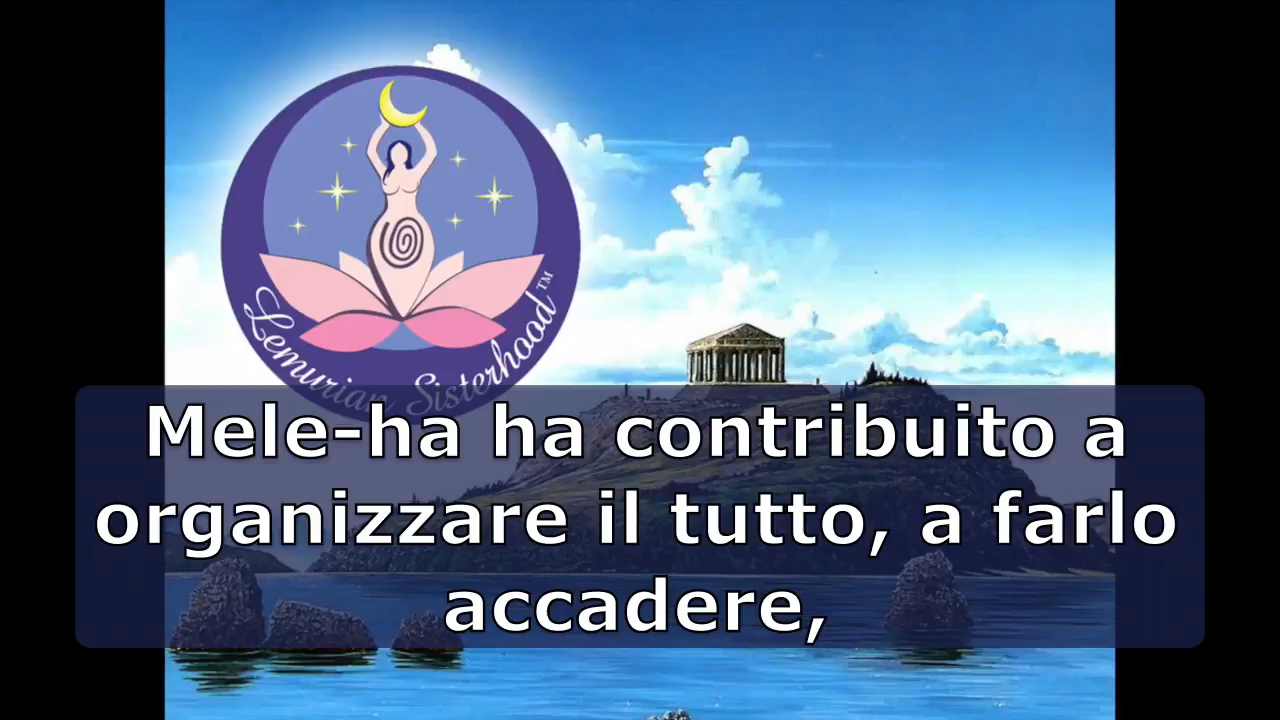 Lemurian Sisterhood™
Mele-ha ha contribuito a
organizzare il tutto, a farlo
accadere,